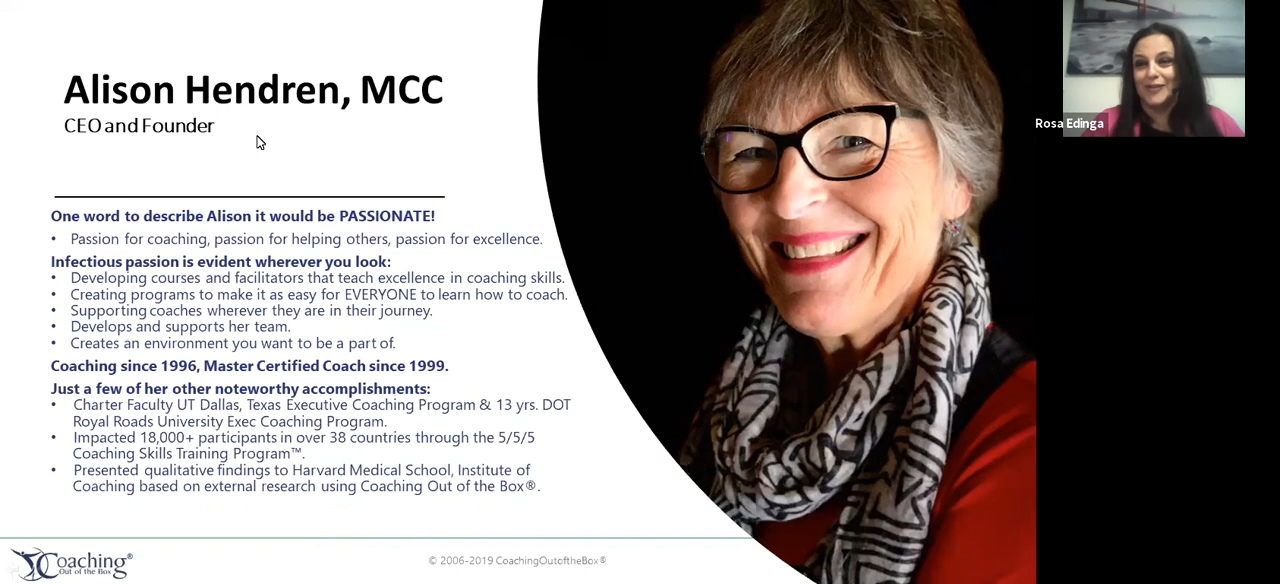 Alison Hendren, MCC
CEO and Founder
One word to describe Alison it would be PASSIONATE!
• Passion for coaching, passion for helping others, passion for excellence.
Infectious passion is evident wherever you look:
• Developing courses and facilitators that teach excellence in coaching skills.
• Creating programs to make it as easy for EVERYONE to learn how to coach.
• Supporting coaches wherever they are in their journey.
• Develops and supports her team.
• Creates an environment you want to be a part of.
Coaching since 1996, Master Certified Coach since 1999.
Just a few of her other noteworthy accomplishments:
• Charter Faculty UT Dallas, Texas Executive Coaching Program & 13 yrs. DOT
Royal Roads University Exec Coaching Program.
• Impacted 18,000+ participants in over 38 countries through the 5/5/5
Coaching Skills Training Program™.
• Presented qualitative findings to Harvard Medical School, Institute of
Coaching based on external research using Coaching Out of the Box®.
Coaching®
Out of the Box
© 2006-2019 CoachingOutoftheBox®
Rosa Edinga